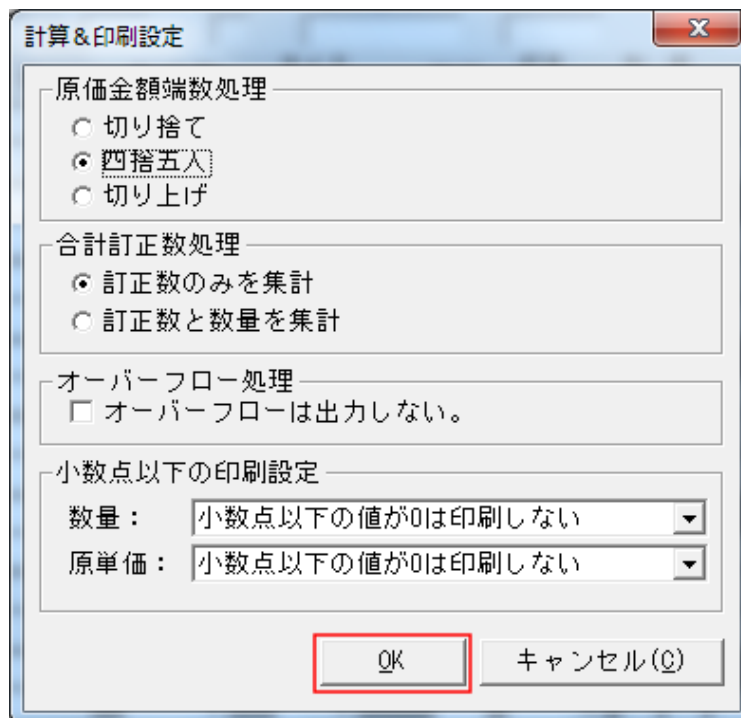 計算&印刷設定
原価金額端数処理
切り捨て
四捨五入
切り上げ
合計訂正数処理
訂正数のみを集計
訂正数と数量を集計
オーバーフロー処理
オーバーフローは出力しない。
小数点以下の印刷設定
数量： 小数点以下の値が0は印刷しない
原単価： 小数点以下の値が0は印刷しない
OK キャンセル(C)